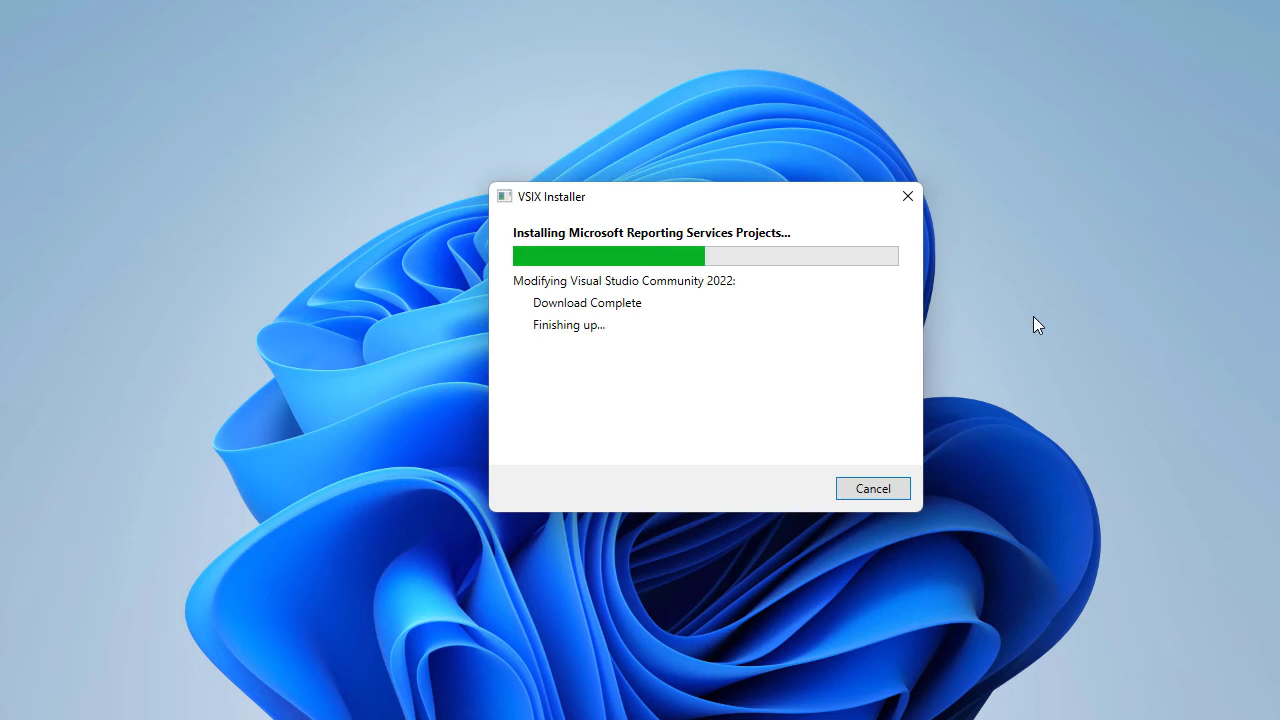 VSIX Installer
Installing Microsoft Reporting Services Projects...
Modifying Visual Studio Community 2022:
Download Complete
Finishing up...
Cancel